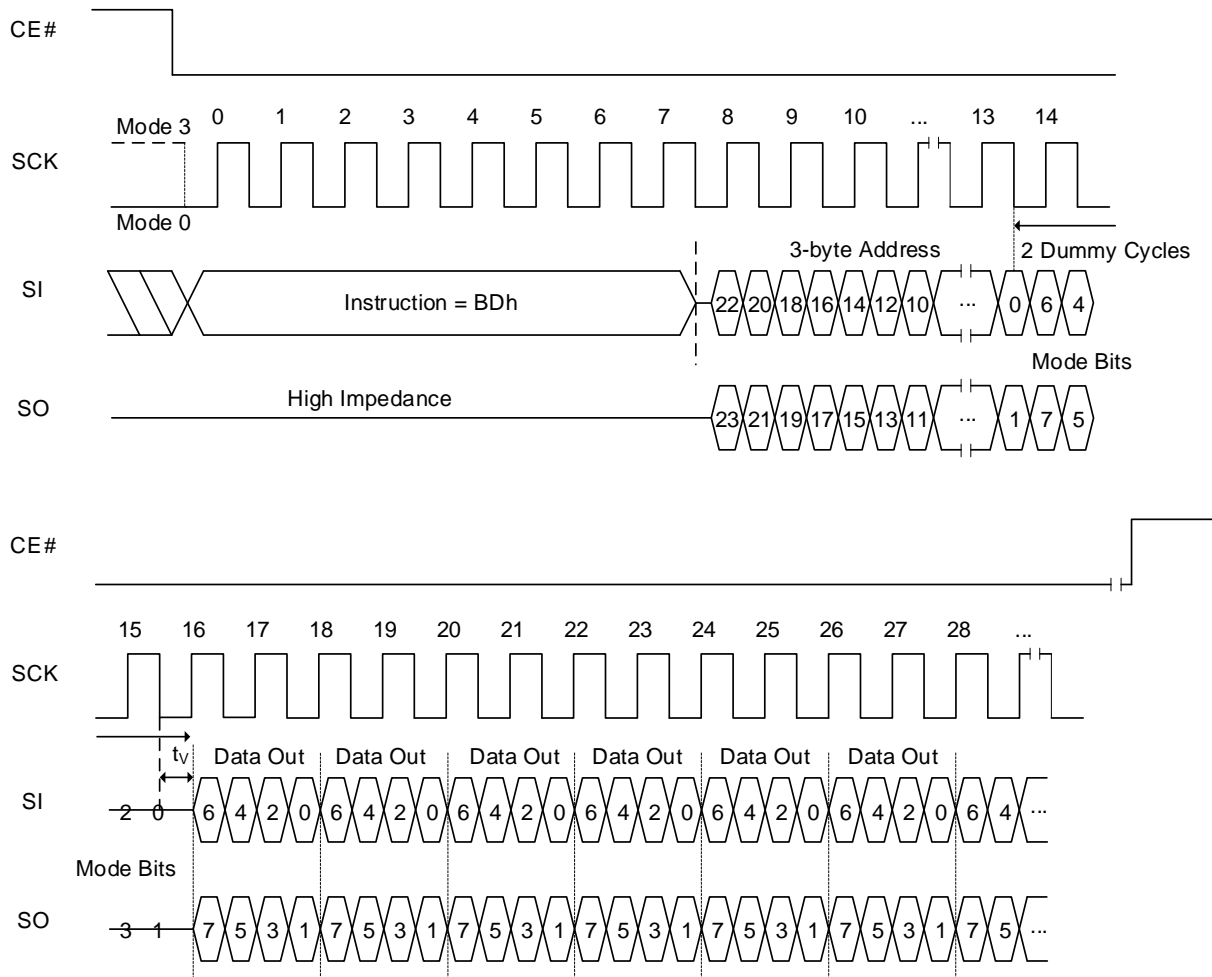 CE#
0 1 2 3 4 5 6 7 8 9 10 ... 13 14
Mode 3
SCK
Mode 0
3-byte Address 2 Dummy Cycles
SI
Instruction = BDh 22 20 18 16 14 12 10 ... 0 6 4
Mode Bits
High Impedance
SO
23 21 19 17 15 13 11 ... 1 7 5
CE#
15 16 17 18 19 20 21 22 23 24 25 26 27 28 ...
SCK
tV Data Out Data Out Data Out Data Out Data Out Data Out
SI
2 0 6 4 2 0 6 4 2 0 6 4 2 0 6 4 2 0 6 4 2 0 6 4 2 0 6 4 ...
Mode Bits
SO
3 1 7 5 3 1 7 5 3 1 7 5 3 1 7 5 3 1 7 5 3 1 7 5 3 1 7 5 ...